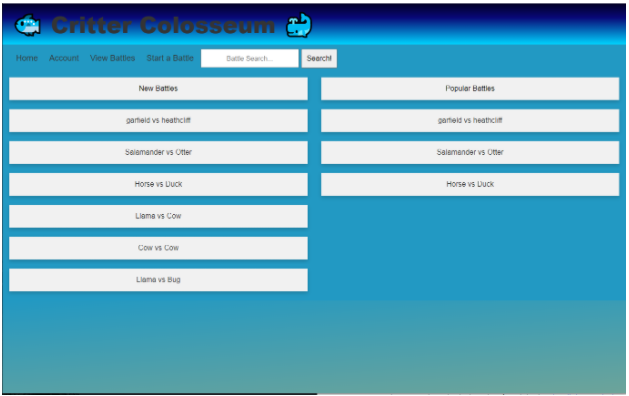 Critter Colosseum
Home Account View Battles Start a Battle Battle Search... Search!
New Battles
garfield vs heathcliff
Salamander vs Otter
Horse vs Duck
Llama vs Cow
Cow vs Cow
Llama vs Bug
Popular Battles
garfield vs heathcliff
Salamander vs Otter
Horse vs Duck